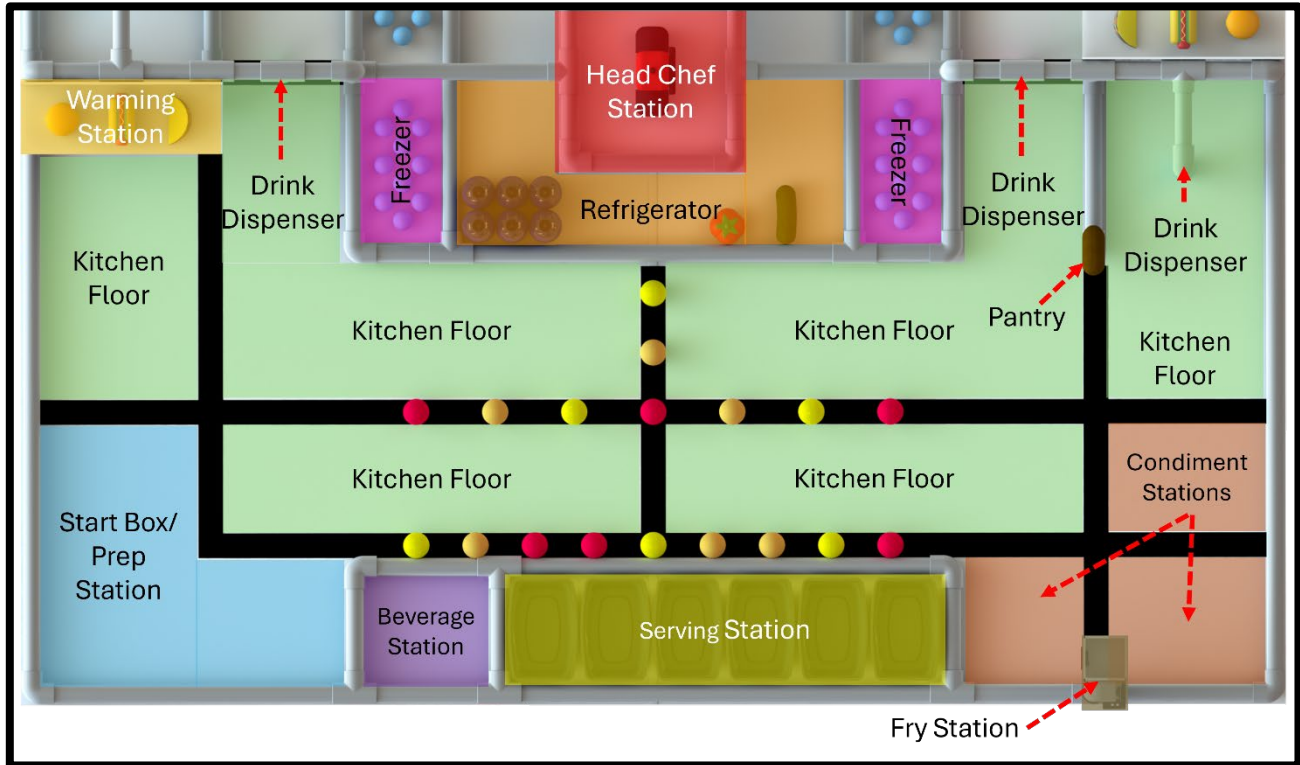 Warming
Station
Drink
Dispenser
Freezer
Head Chef
Station
Refrigerator
Freezer
Drink
Dispenser
Drink
Dispenser
Pantry
Kitchen
Floor
Kitchen Floor
Kitchen Floor
Kitchen
Floor
Kitchen Floor
Kitchen Floor
Condiment
Stations
Start Box/
Prep
Station
Beverage
Station
Serving Station
Fry Station